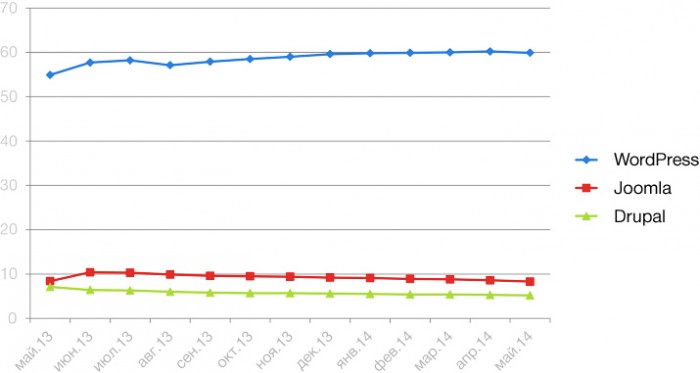 70
60
50
40
30
20
10
0
май.13
июн.13
июл.13
авг.13
сен.13
окт.13
ноя.13
дек.13
янв.14
фев.14
мар.14
апр.14
май.14
WordPress
Joomla
Drupal